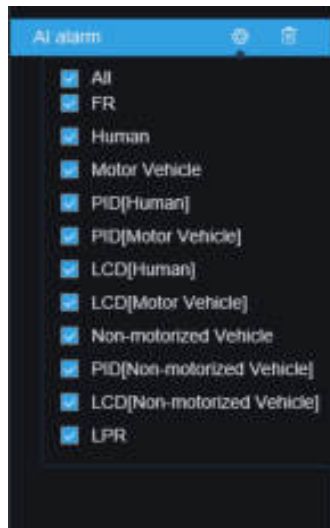 AI alarm
All
FR
Human
Motor Vehicle
PID[Human]
PID[Motor Vehicle]
LCD[Human]
LCD[Motor Vehicle]
Non-motorized Vehicle
PID[Non-motorized Vehicle]
LCD[Non-motorized Vehicle]
LPR